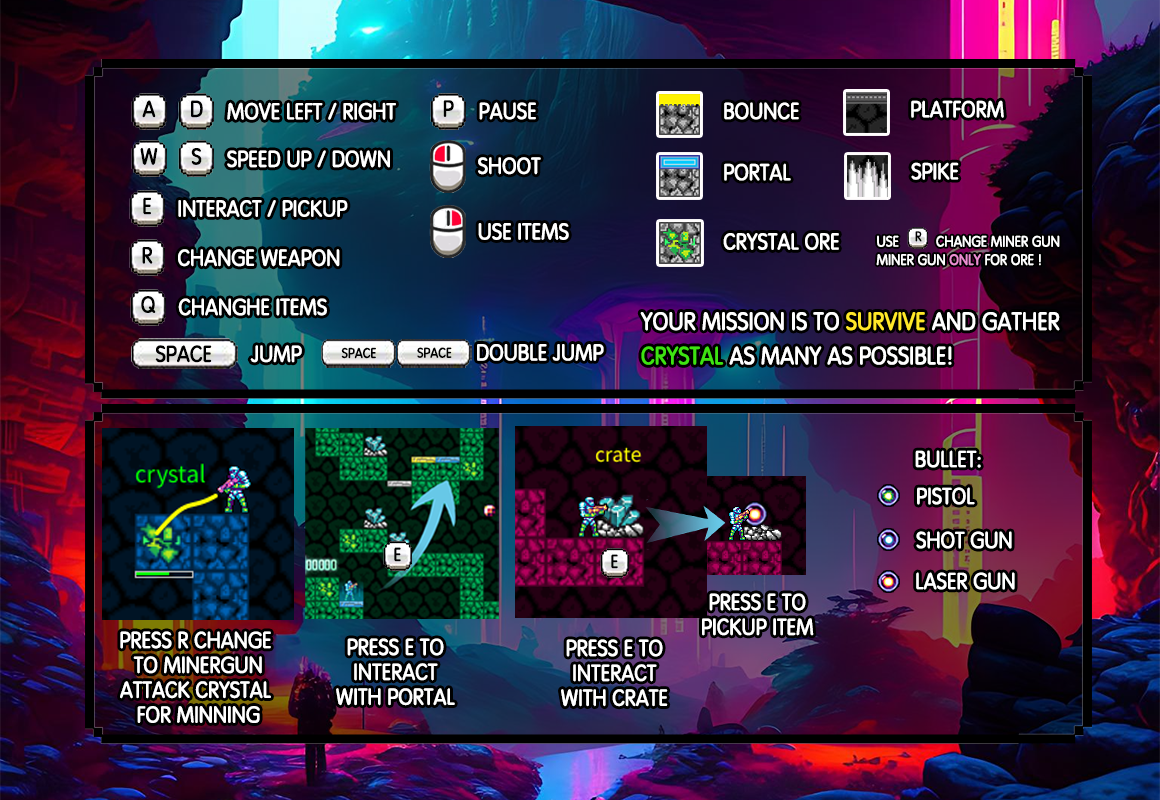 A D MOVE LEFT / RIGHT
W S SPEED UP / DOWN
E INTERACT / PICKUP
R CHANGE WEAPON
Q CHANGHE ITEMS
SPACE JUMP SPACE SPACE DOUBLE JUMP
P PAUSE
SHOOT
USE ITEMS
BOUNCE
PORTAL
CRYSTAL ORE
PLATFORM
SPIKE
USE R CHANGE MINER GUN
MINER GUN ONLY FOR ORE !
YOUR MISSION IS TO SURVIVE AND GATHER
CRYSTAL AS MANY AS POSSIBLE!
crystal
PRESS R CHANGE
TO MINERGUN
ATTACK CRYSTAL
FOR MINNING
E
00000
PRESS E TO
INTERACT
WITH PORTAL
crate
E
PRESS E TO
INTERACT
WITH CRATE
PRESS E TO
PICKUP ITEM
BULLET:
PISTOL
SHOT GUN
LASER GUN